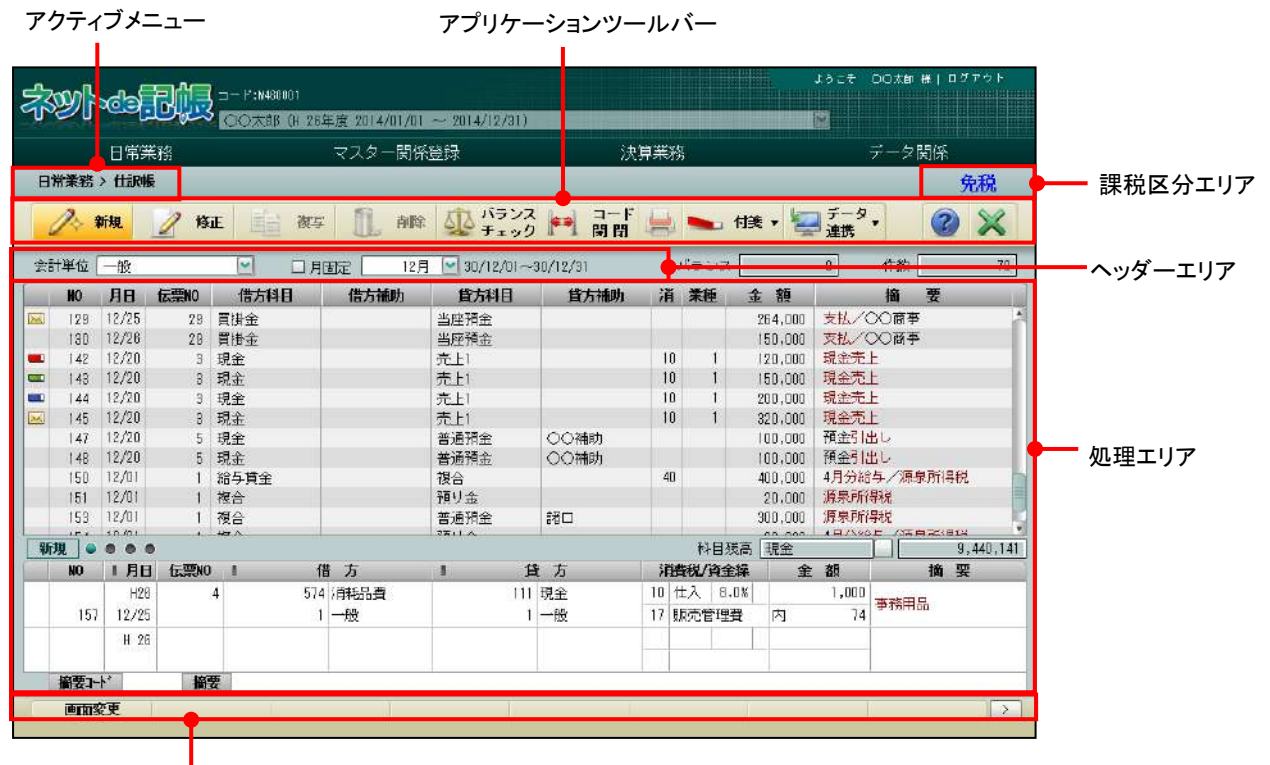 アクティブメニュー
アプリケーションツールバー
ようこそ 〇〇太郎 様 | ログアウト
ネットde記帳 コード:N480001
〇〇太郎 (H 26年度 2014/01/01 ～ 2014/12/31)
日常業務 マスター関係登録 決算業務 データ関係
日常業務 > 仕訳帳 免税
課税区分エリア
新規 修正 複写 削除 バランスチェック コード開閉 付箋 データ連携
会計単位 一般 月固定 12月 30/12/01～30/12/31 バランス 0 件数 70
ヘッダーエリア
NO 月日 伝票NO 借方科目 借方補助 貸方科目 貸方補助 消 業種 金 額 摘 要
129 12/25 29 買掛金 当座預金 264,000 支払／〇〇商事
130 12/26 29 買掛金 当座預金 150,000 支払／〇〇商事
142 12/20 3 現金 売上1 10 1 120,000 現金売上
143 12/20 3 現金 売上1 10 1 150,000 現金売上
144 12/20 3 現金 売上1 10 1 200,000 現金売上
145 12/20 3 現金 売上1 10 1 320,000 現金売上
147 12/20 5 現金 普通預金 〇〇補助 100,000 預金引出し
148 12/20 5 現金 普通預金 〇〇補助 100,000 預金引出し
処理エリア
150 12/01 1 給与賃金 複合 40 400,000 4月分給与／源泉所得税
151 12/01 1 複合 預り金 20,000 源泉所得税
153 12/01 1 複合 普通預金 諸口 300,000 源泉所得税
新規 科目残高 現金 9,440,141
NO 月日 伝票NO 借 方 貸 方 消費税/資金繰 金 額 摘 要
H26 4 574 消耗品費 111 現金 10 仕入 8.0% 1,000 事務用品
157 12/25 1 一般 1 一般 17 販売管理費 内 74
H 26
摘要コード 摘要
画面変更 >